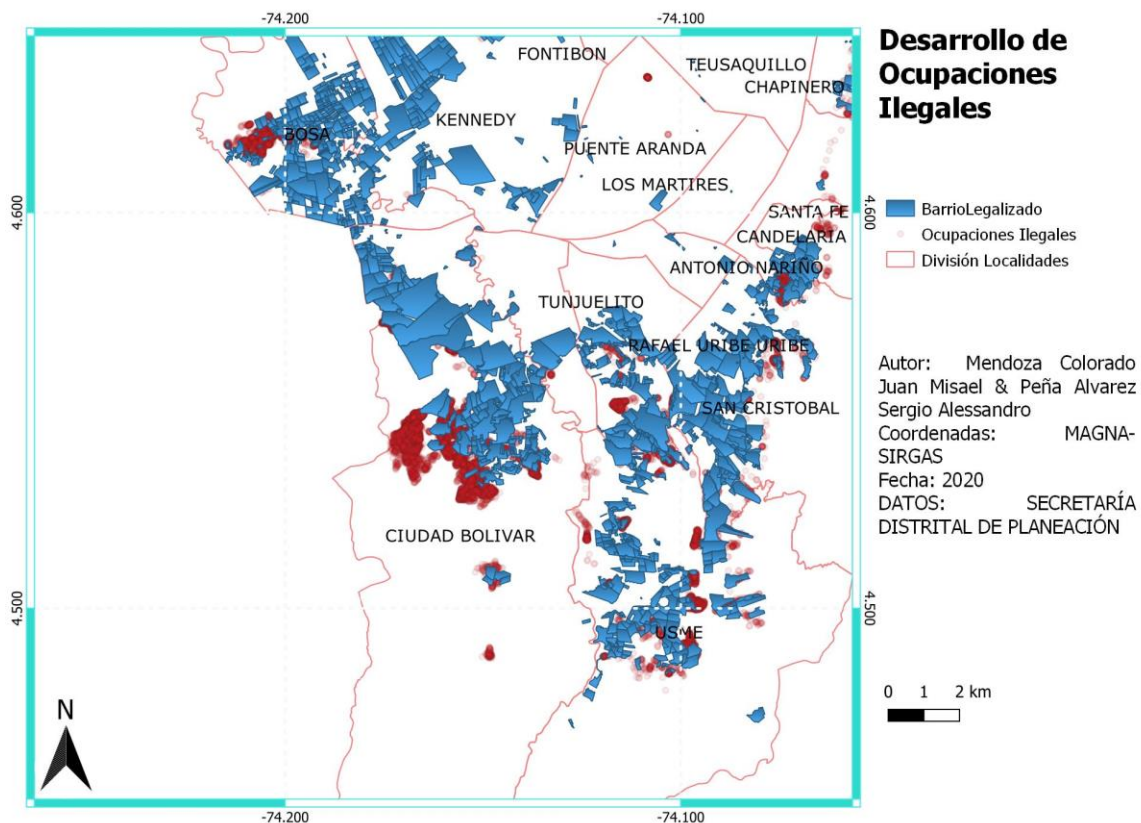 -74.200
-74.100
Desarrollo de
Ocupaciones
Ilegales
FONTIBON
TEUSAQUILLO
CHAPINERO
KENNEDY
BOSA
PUENTE ARANDA
LOS MARTIRES
SANTA FE
CANDELARIA
ANTONIO NARIÑO
TUNJUELITO
RAFAEL URIBE URIBE
SAN CRISTOBAL
CIUDAD BOLIVAR
USME
4.600
4.600
4.500
4.500
BarrioLegalizado
Ocupaciones Ilegales
División Localidades
Autor: Mendoza Colorado
Juan Misael & Peña Alvarez
Sergio Alessandro
Coordenadas: MAGNA-
SIRGAS
Fecha: 2020
DATOS: SECRETARÍA
DISTRITAL DE PLANEACIÓN
0 1 2 km
N
-74.200
-74.100